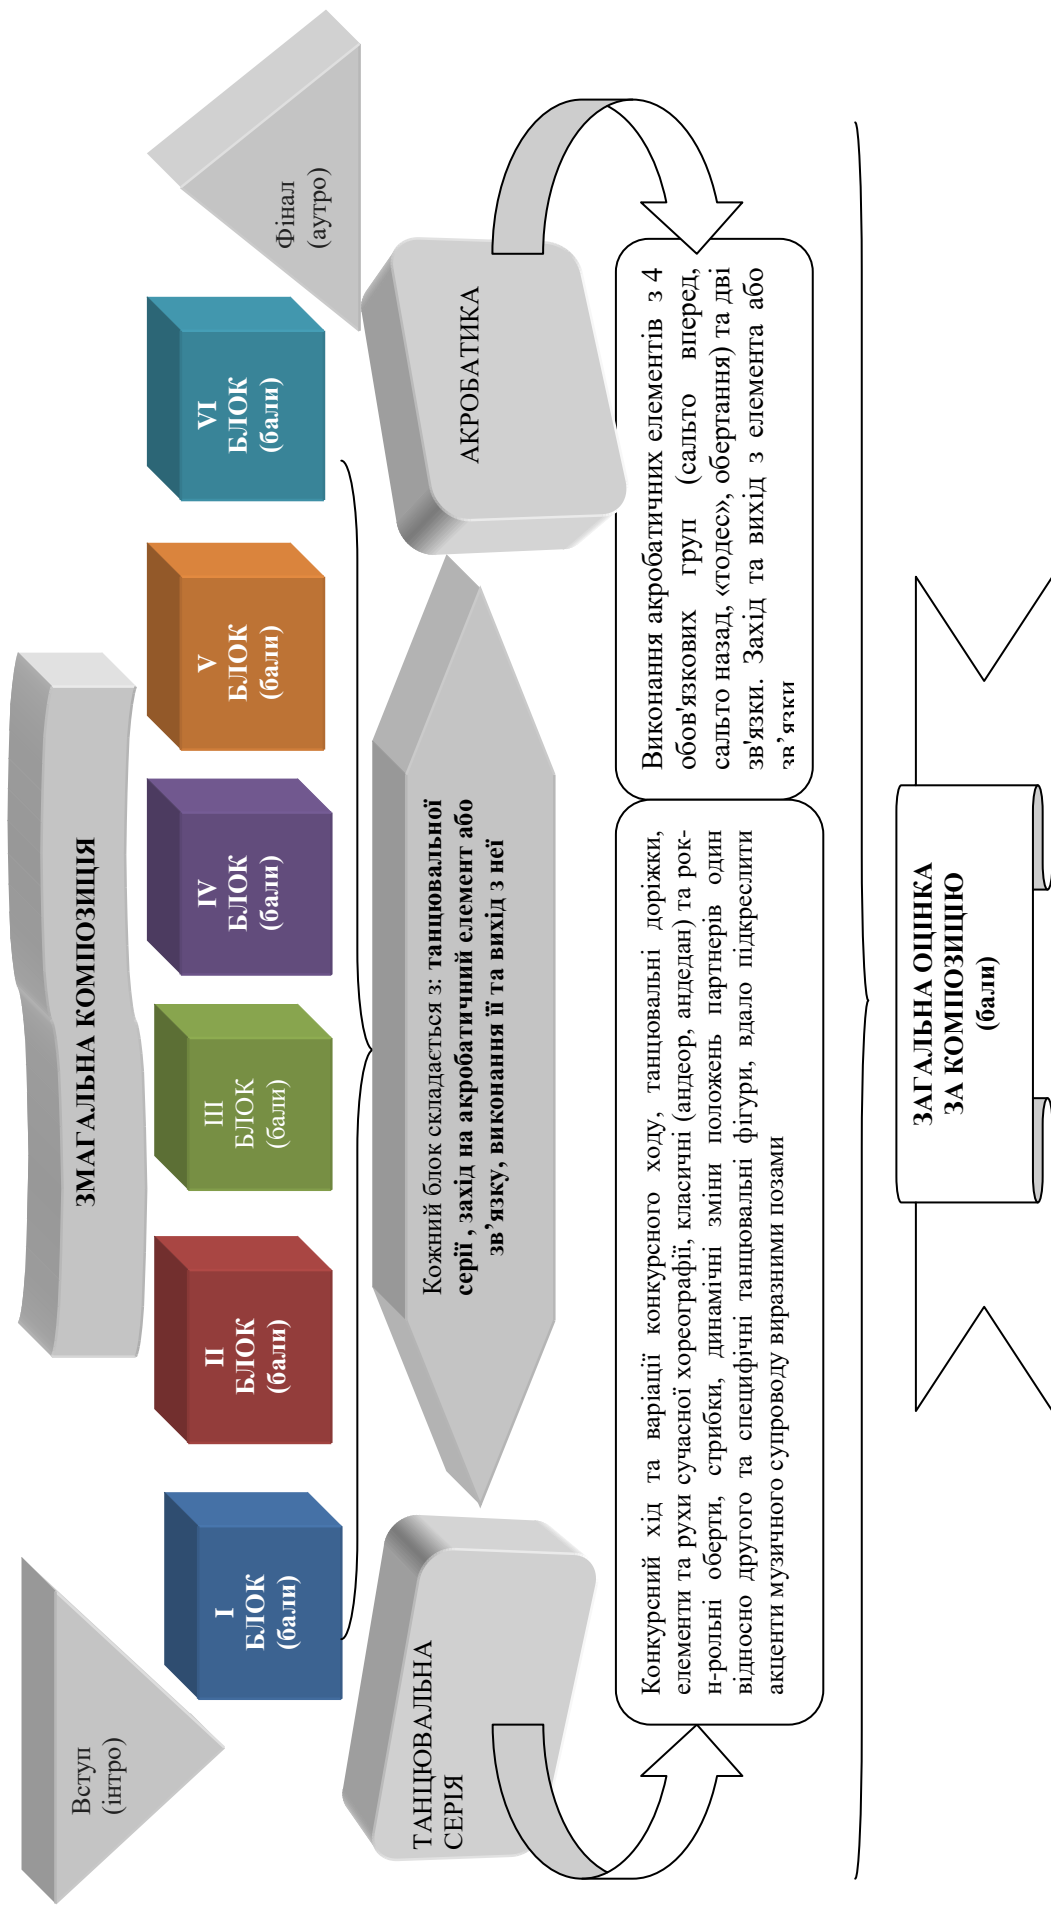 ЗМАГАЛЬНА КОМПОЗИЦІЯ
Вступ
(інтро)
I
БЛОК
(бали)
II
БЛОК
(бали)
III
БЛОК
(бали)
IV
БЛОК
(бали)
V
БЛОК
(бали)
VI
БЛОК
(бали)
Фінал
(аутро)
ТАНЦЮВАЛЬНА
СЕРІЯ
Кожний блок складається з: танцювальної
серії , захід на акробатичний елемент або
зв’язку, виконання її та вихід з неї
АКРОБАТИКА
Конкурсний хід та варіації конкурсного ходу, танцювальні доріжки,
елементи та рухи сучасної хореографії, класичні (андеор, андедан) та рок-
н-рольні оберти, стрибки, динамічні зміни положень партнерів один
відносно другого та специфічні танцювальні фігури, вдало підкреслити
акценти музичного супроводу виразними позами
Виконання акробатичних елементів з 4
обов'язкових груп (сальто вперед,
сальто назад, «тодес», обертання) та дві
зв'язки. Захід та вихід з елемента або
зв’язки
ЗАГАЛЬНА ОЦІНКА
ЗА КОМПОЗИЦІЮ
(бали)